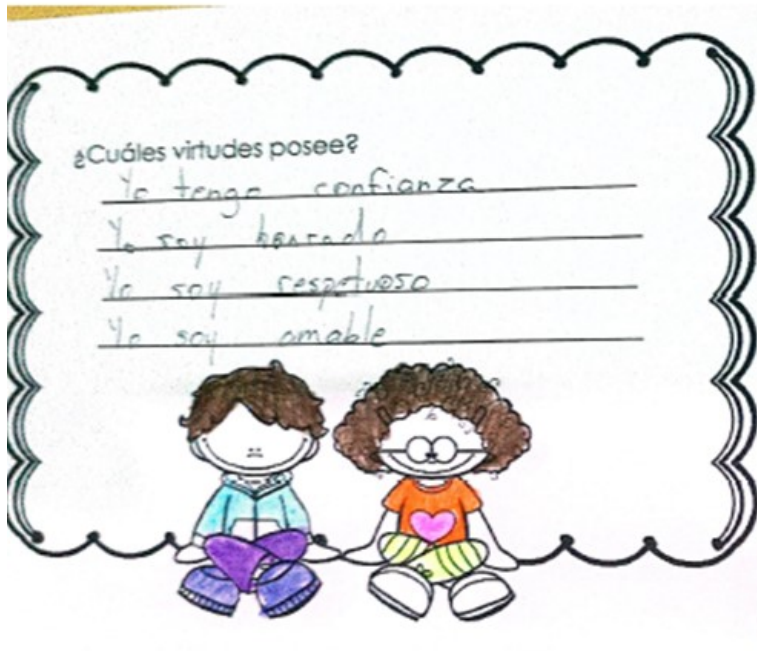 ¿Cuáles virtudes posee?
Yo tengo confianza
Yo soy honrado
Yo soy respetuoso
Yo soy amable